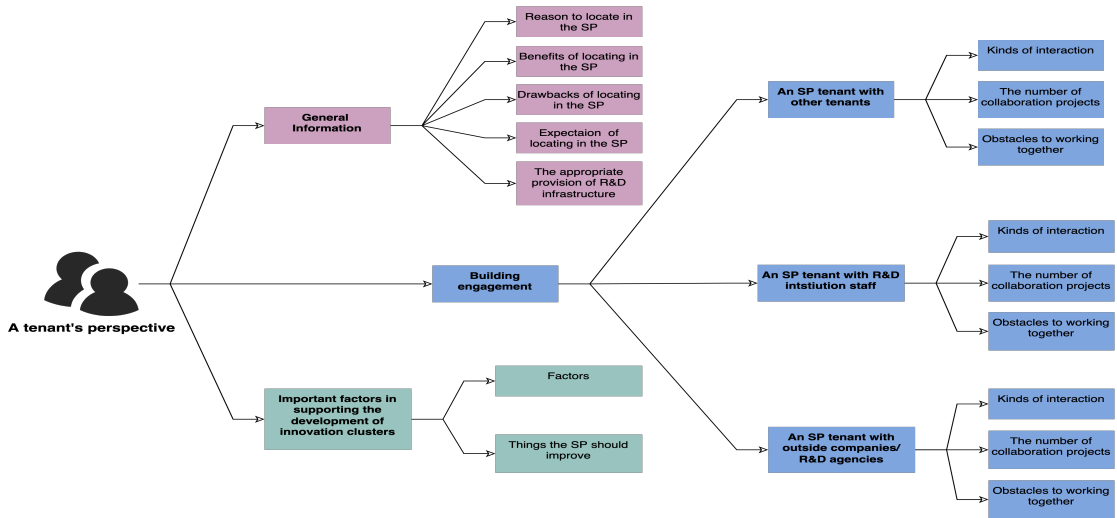 A tenant's perspective
General
Information
Reason to locate in
the SP
Benefits of locating in
the SP
Drawbacks of locating
in the SP
Expectaion of
locating in the SP
The appropriate
provision of R&D
infrastructure
Building
engagement
An SP tenant with
other tenants
Kinds of interaction
The number of
collaboration projects
Obstacles to working
together
An SP tenant with R&D
intstiution staff
Kinds of interaction
The number of
collaboration projects
Obstacles to working
together
An SP tenant with
outside companies/
R&D agencies
Kinds of interaction
The number of
collaboration projects
Obstacles to working
together
Important factors in
supporting the
development of
innovation clusters
Factors
Things the SP should
improve